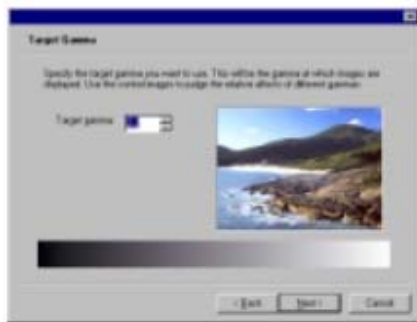 Target Gamma
Specify the target gamma you want to use. This will be the gamma at which images are
displayed. Use the control images to judge the relative effects of different gammas.
Target gamma:
< Back
Next >
Cancel